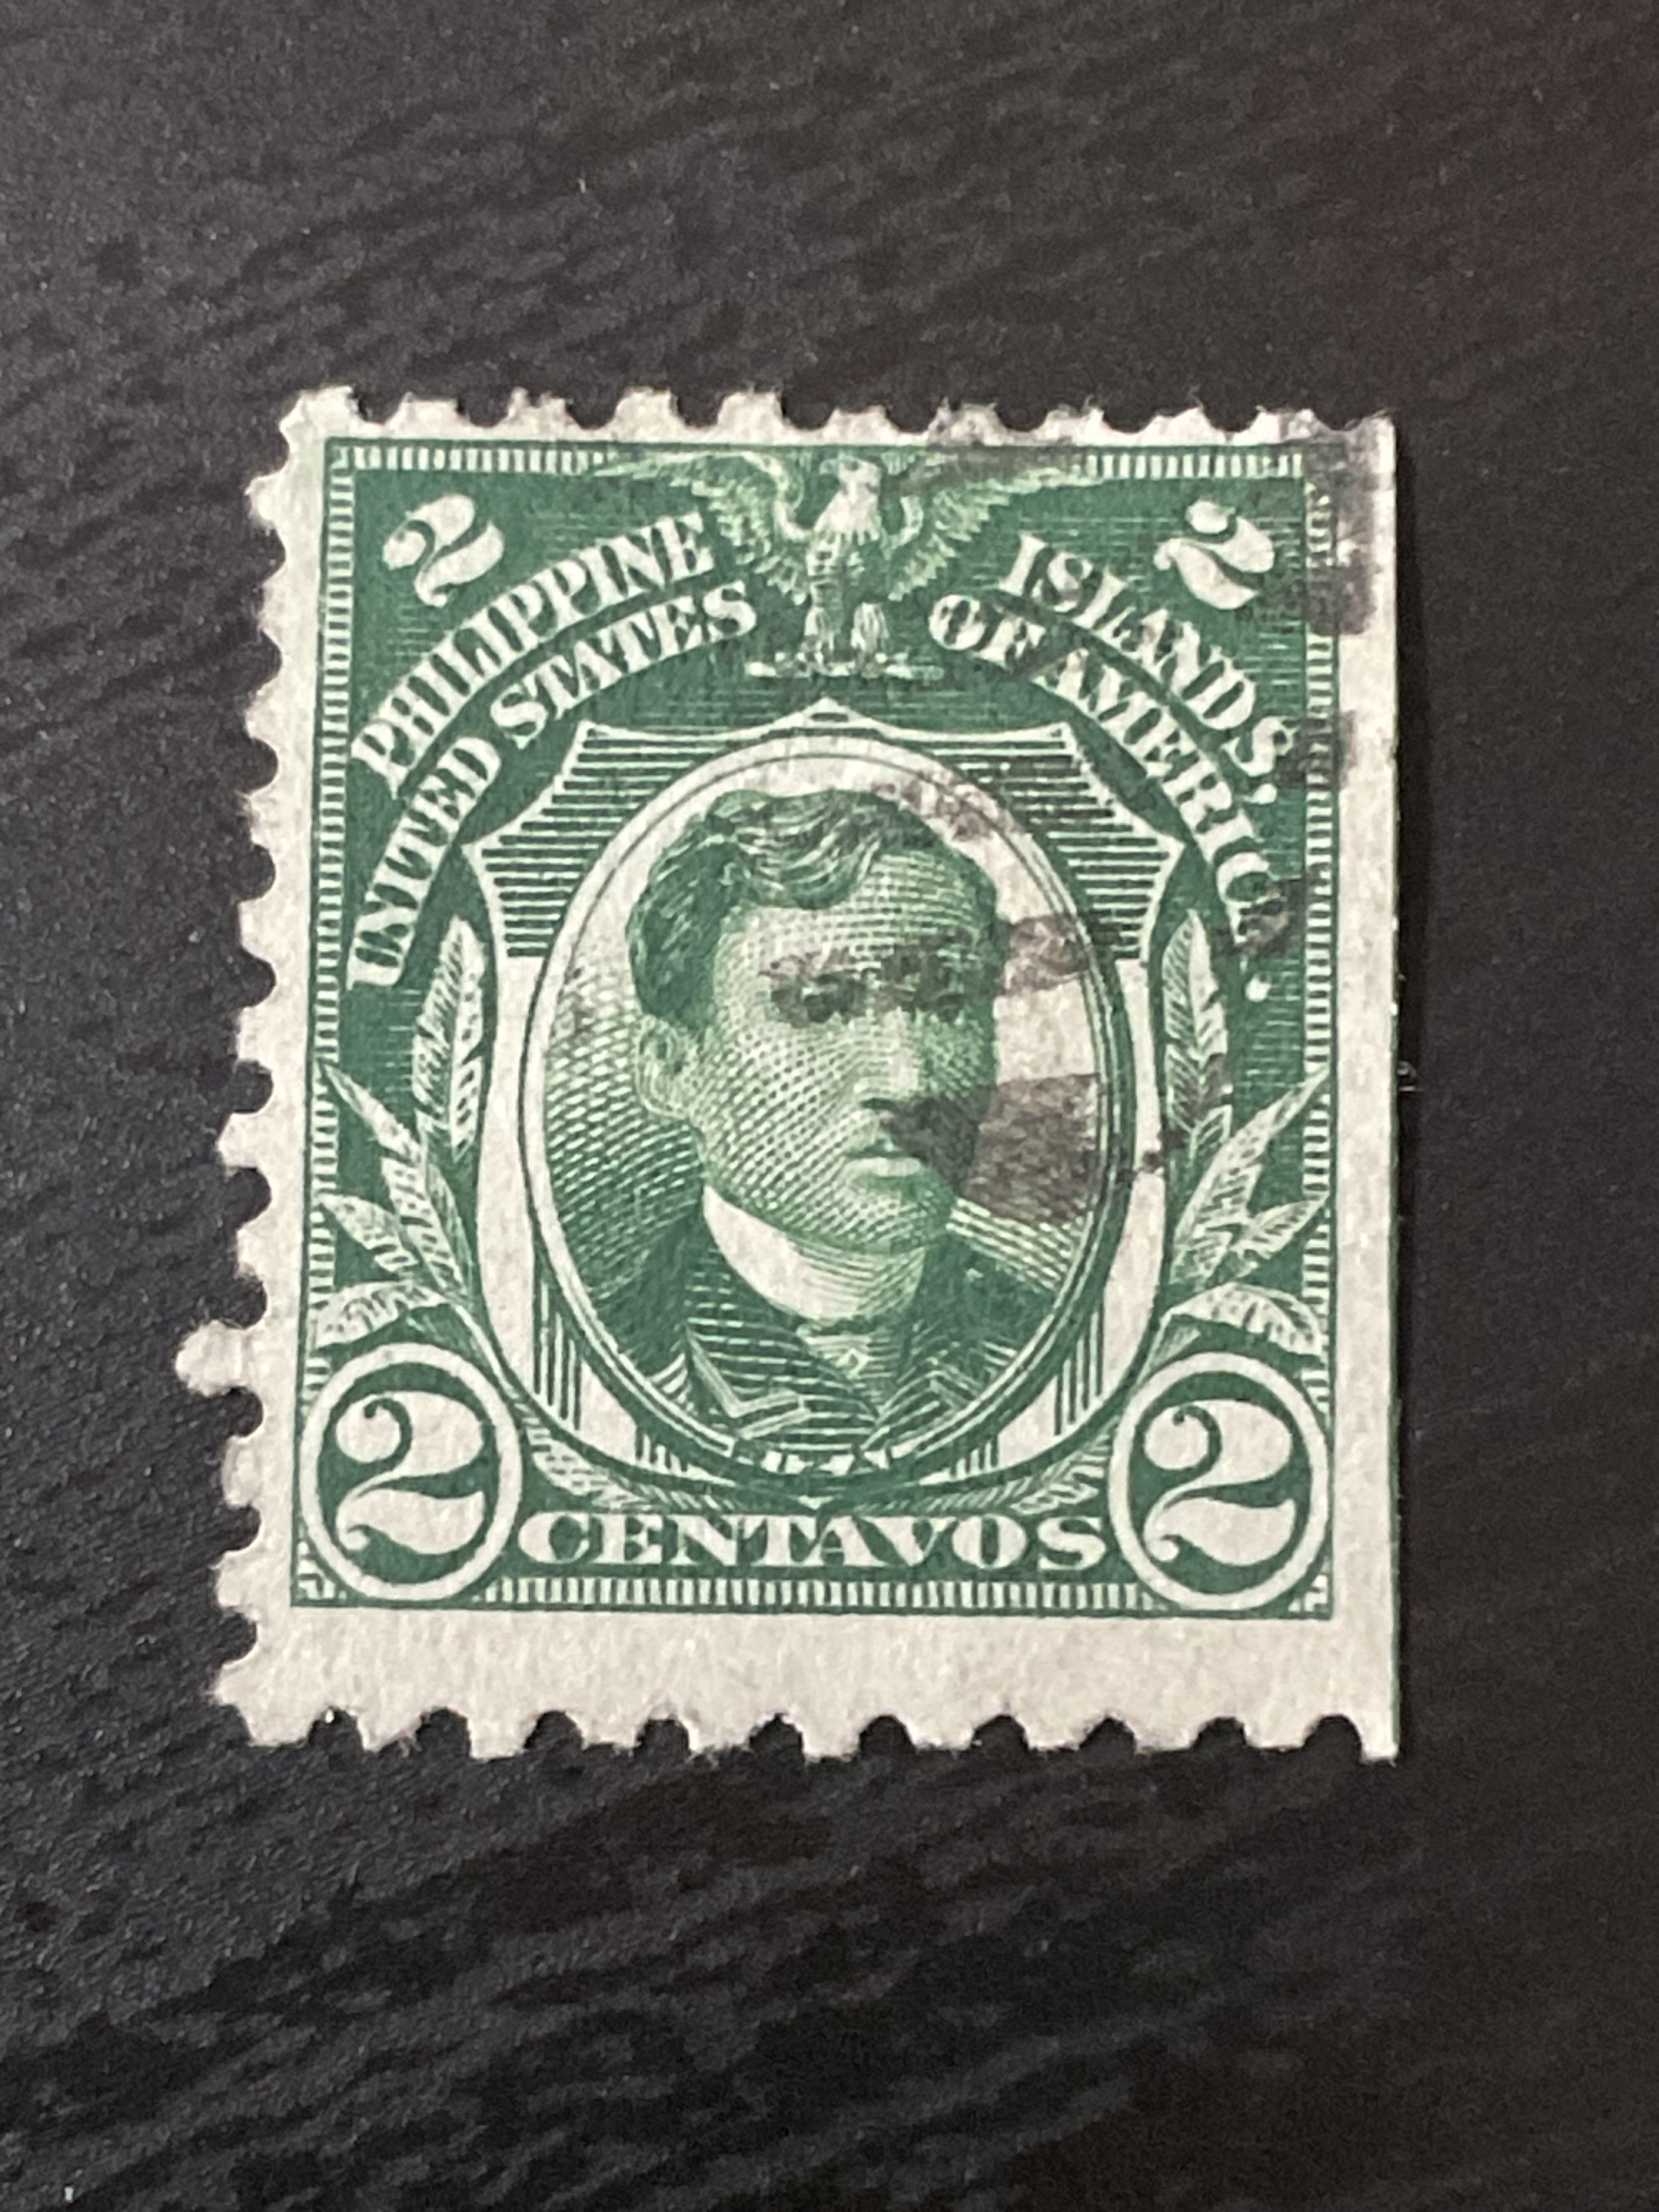 2 2
PHILIPPINE ISLANDS,
UNITED STATES OF AMERICA.
2 CENTAVOS 2